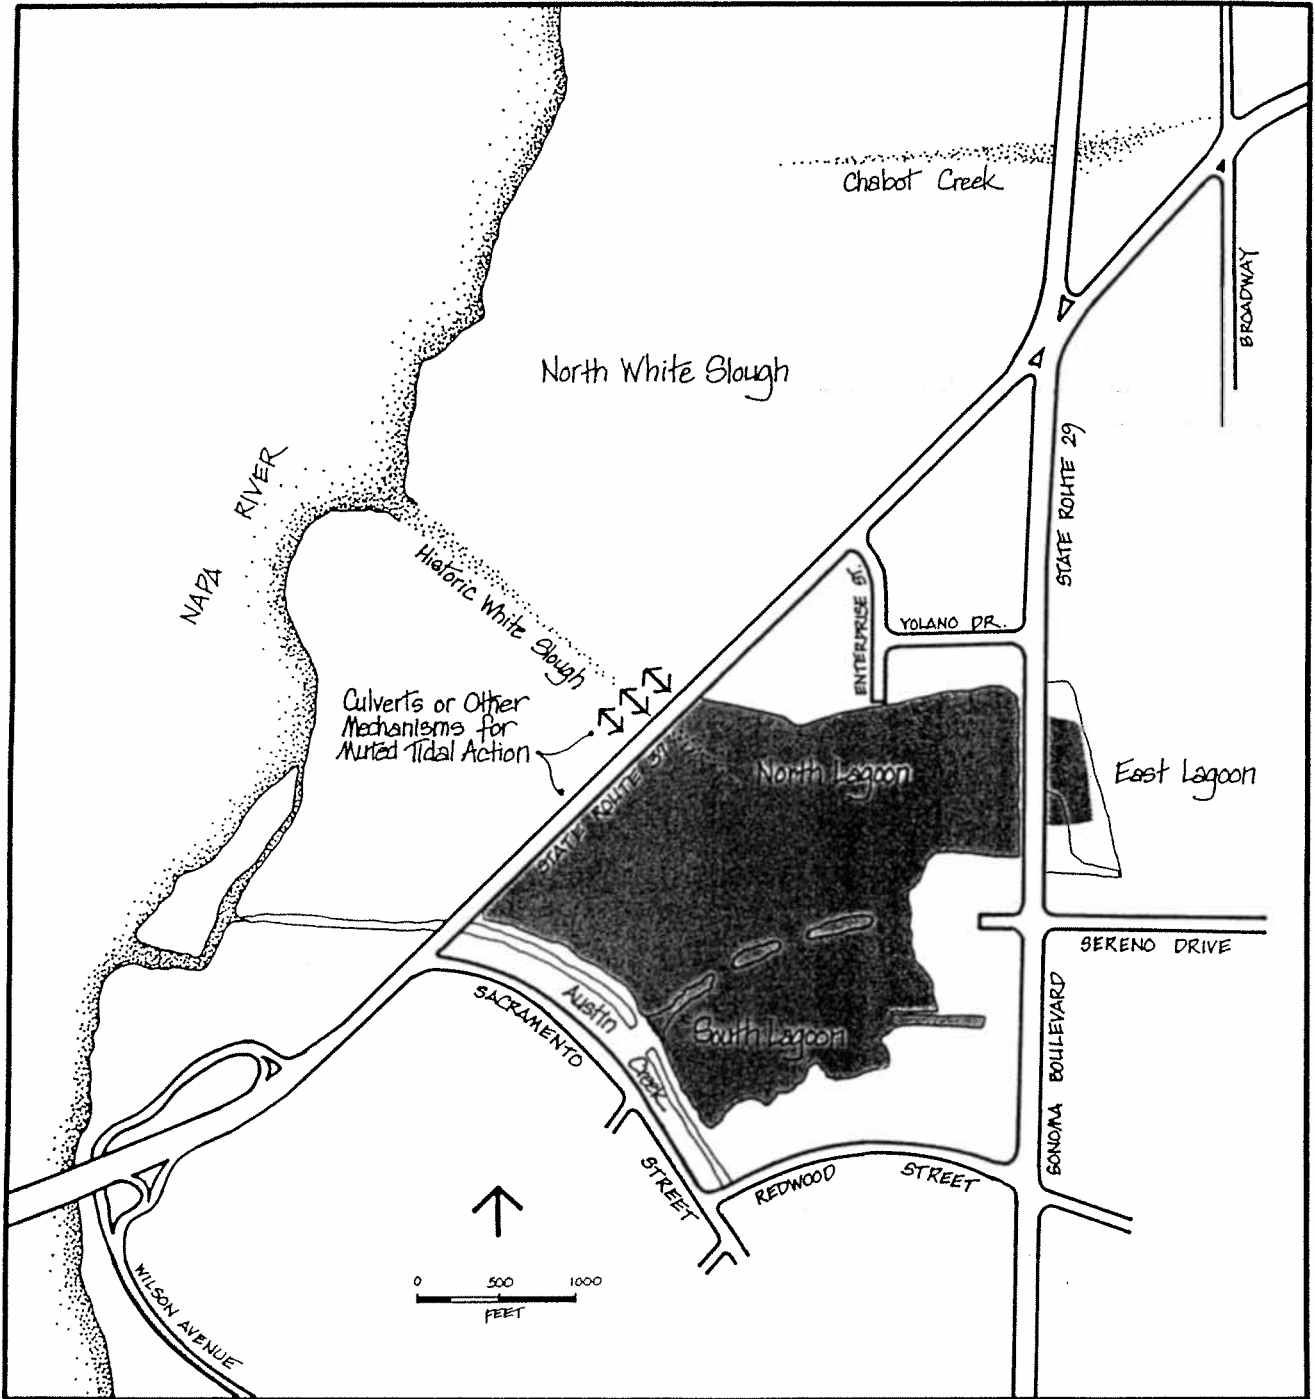 Chabot Creek
BROADWAY
North White Slough
STATE ROUTE 29
NAPA RIVER
Historic White Slough
ENTERPRISE ST.
YOLANO DR.
Culverts or Other
Mechanisms for
Muted Tidal Action
STATE ROUTE 37
North Lagoon
East Lagoon
SERENO DRIVE
Austin Creek
South Lagoon
SACRAMENTO STREET
SONOMA BOULEVARD
REDWOOD STREET
WILSON AVENUE
0 500 1000
FEET